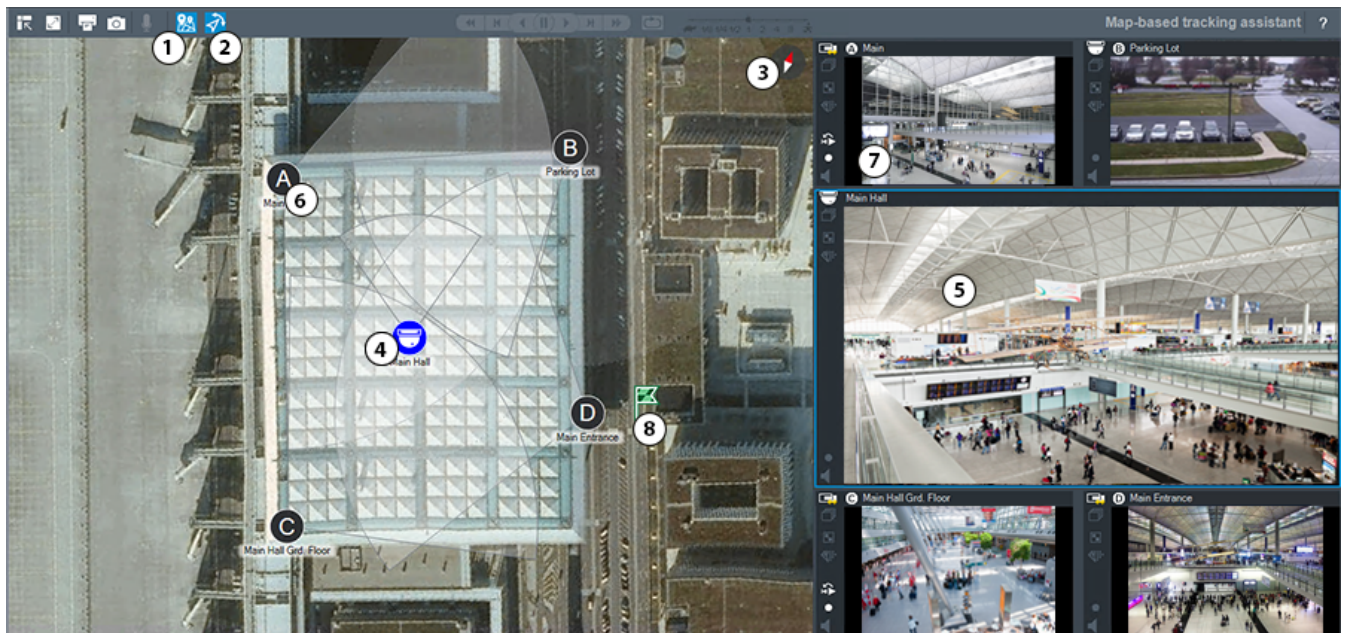 Map-based tracking assistant ?
1
2
3
A Main
B Parking Lot
B
Parking Lot
A
Main
6
7
Main Hall
5
4
Main Hall
D
Main Entrance
8
C
Main Hall Grd. Floor
C Main Hall Grd. Floor
D Main Entrance